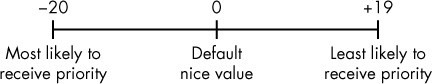 –20 0 +19
Most likely to Default Least likely to
receive priority nice value receive priority